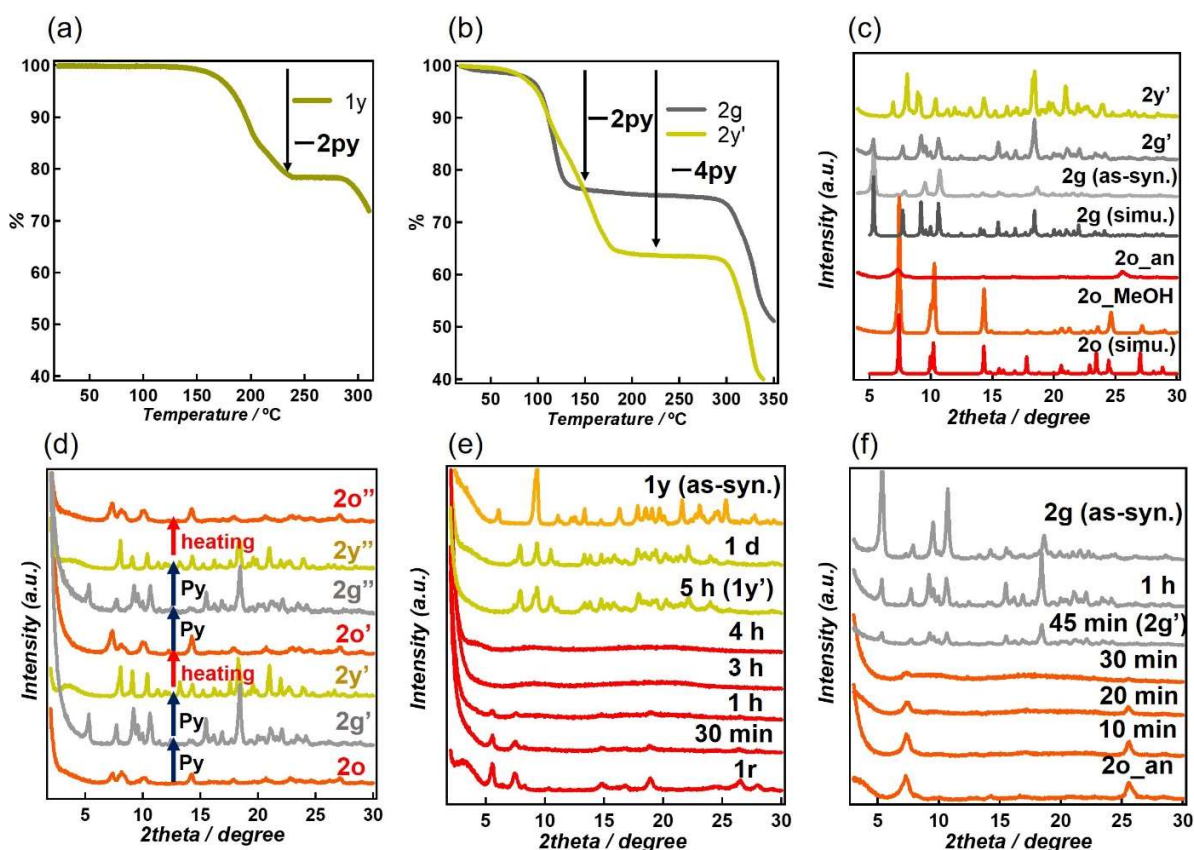 (a)
100
90
80
70
60
50
40
%
1y
－2py
50
100
150
200
250
300
Temperature / ºC
(b)
100
90
80
70
60
50
40
%
2g
2y'
－2py
－4py
50
100
150
200
250
300
350
Temperature / ºC
(c)
Intensity (a.u.)
2y'
2g'
2g (as-syn.)
2g (simu.)
2o_an
2o_MeOH
2o (simu.)
5
10
15
20
25
30
2theta / degree
(d)
Intensity (a.u.)
2o''
heating
2y''
Py
2g''
Py
2o'
heating
2y'
Py
2g'
Py
2o
5
10
15
20
25
30
2theta / degree
(e)
Intensity (a.u.)
1y (as-syn.)
1 d
5 h (1y')
4 h
3 h
1 h
30 min
1r
5
10
15
20
25
30
2theta / degree
(f)
Intensity (a.u.)
2g (as-syn.)
1 h
45 min (2g')
30 min
20 min
10 min
2o_an
5
10
15
20
25
30
2theta / degree